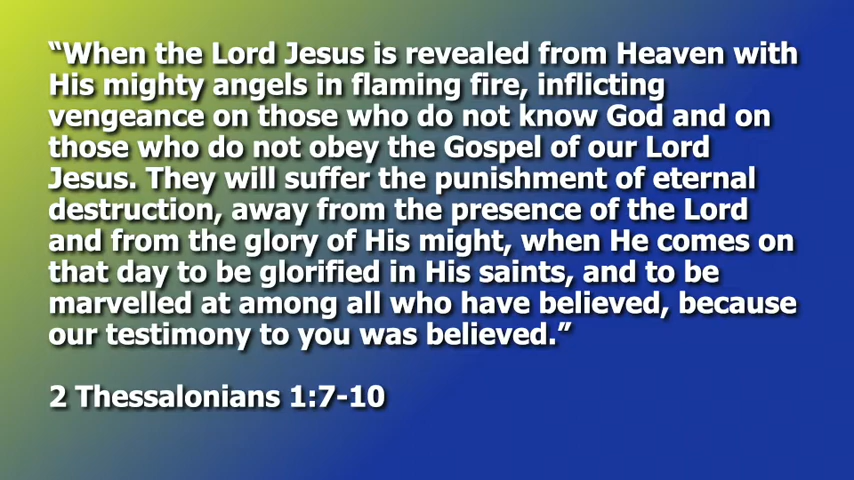 “When the Lord Jesus is revealed from Heaven with
His mighty angels in flaming fire, inflicting
vengeance on those who do not know God and on
those who do not obey the Gospel of our Lord
Jesus. They will suffer the punishment of eternal
destruction, away from the presence of the Lord
and from the glory of His might, when He comes on
that day to be glorified in His saints, and to be
marvelled at among all who have believed, because
our testimony to you was believed.”
2 Thessalonians 1:7-10